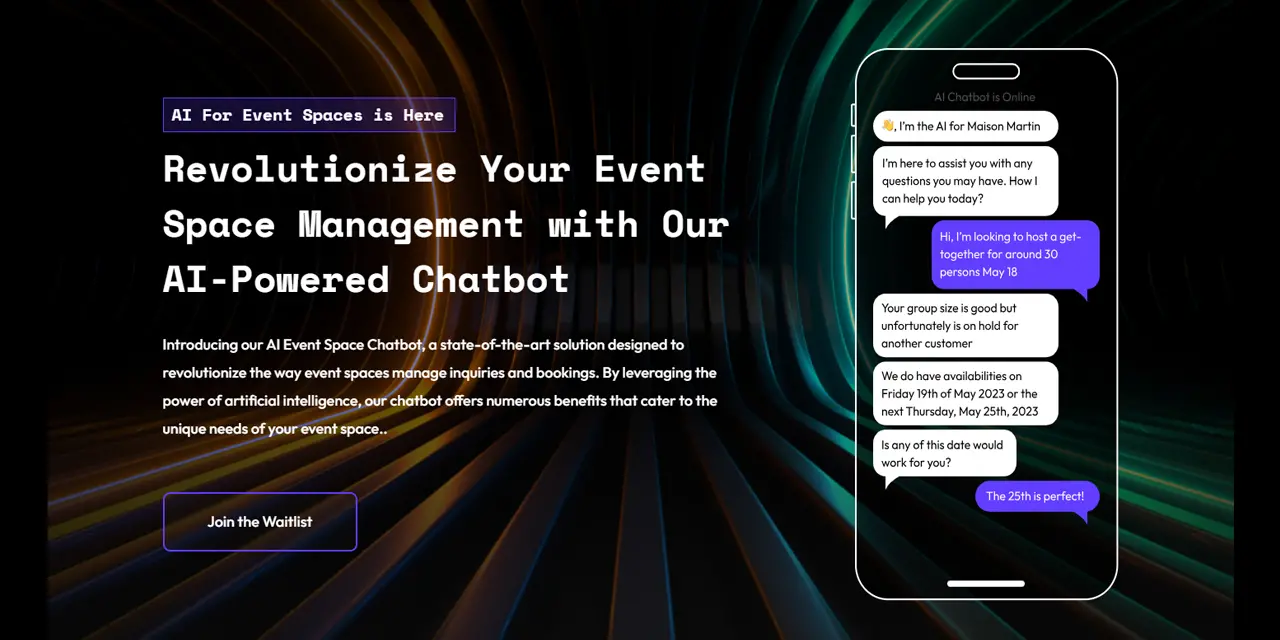 AI For Event Spaces is Here
Revolutionize Your Event
Space Management with Our
AI-Powered Chatbot
Introducing our AI Event Space Chatbot, a state-of-the-art solution designed to
revolutionize the way event spaces manage inquiries and bookings. By leveraging the
power of artificial intelligence, our chatbot offers numerous benefits that cater to the
unique needs of your event space..
Join the Waitlist
AI Chatbot is Online
👋, I'm the AI for Maison Martin
I'm here to assist you with any
questions you may have. How I
can help you today?
Hi, I'm looking to host a get-
together for around 30
persons May 18
Your group size is good but
unfortunately is on hold for
another customer
We do have availabilities on
Friday 19th of May 2023 or the
next Thursday, May 25th, 2023
Is any of this date would
work for you?
The 25th is perfect!